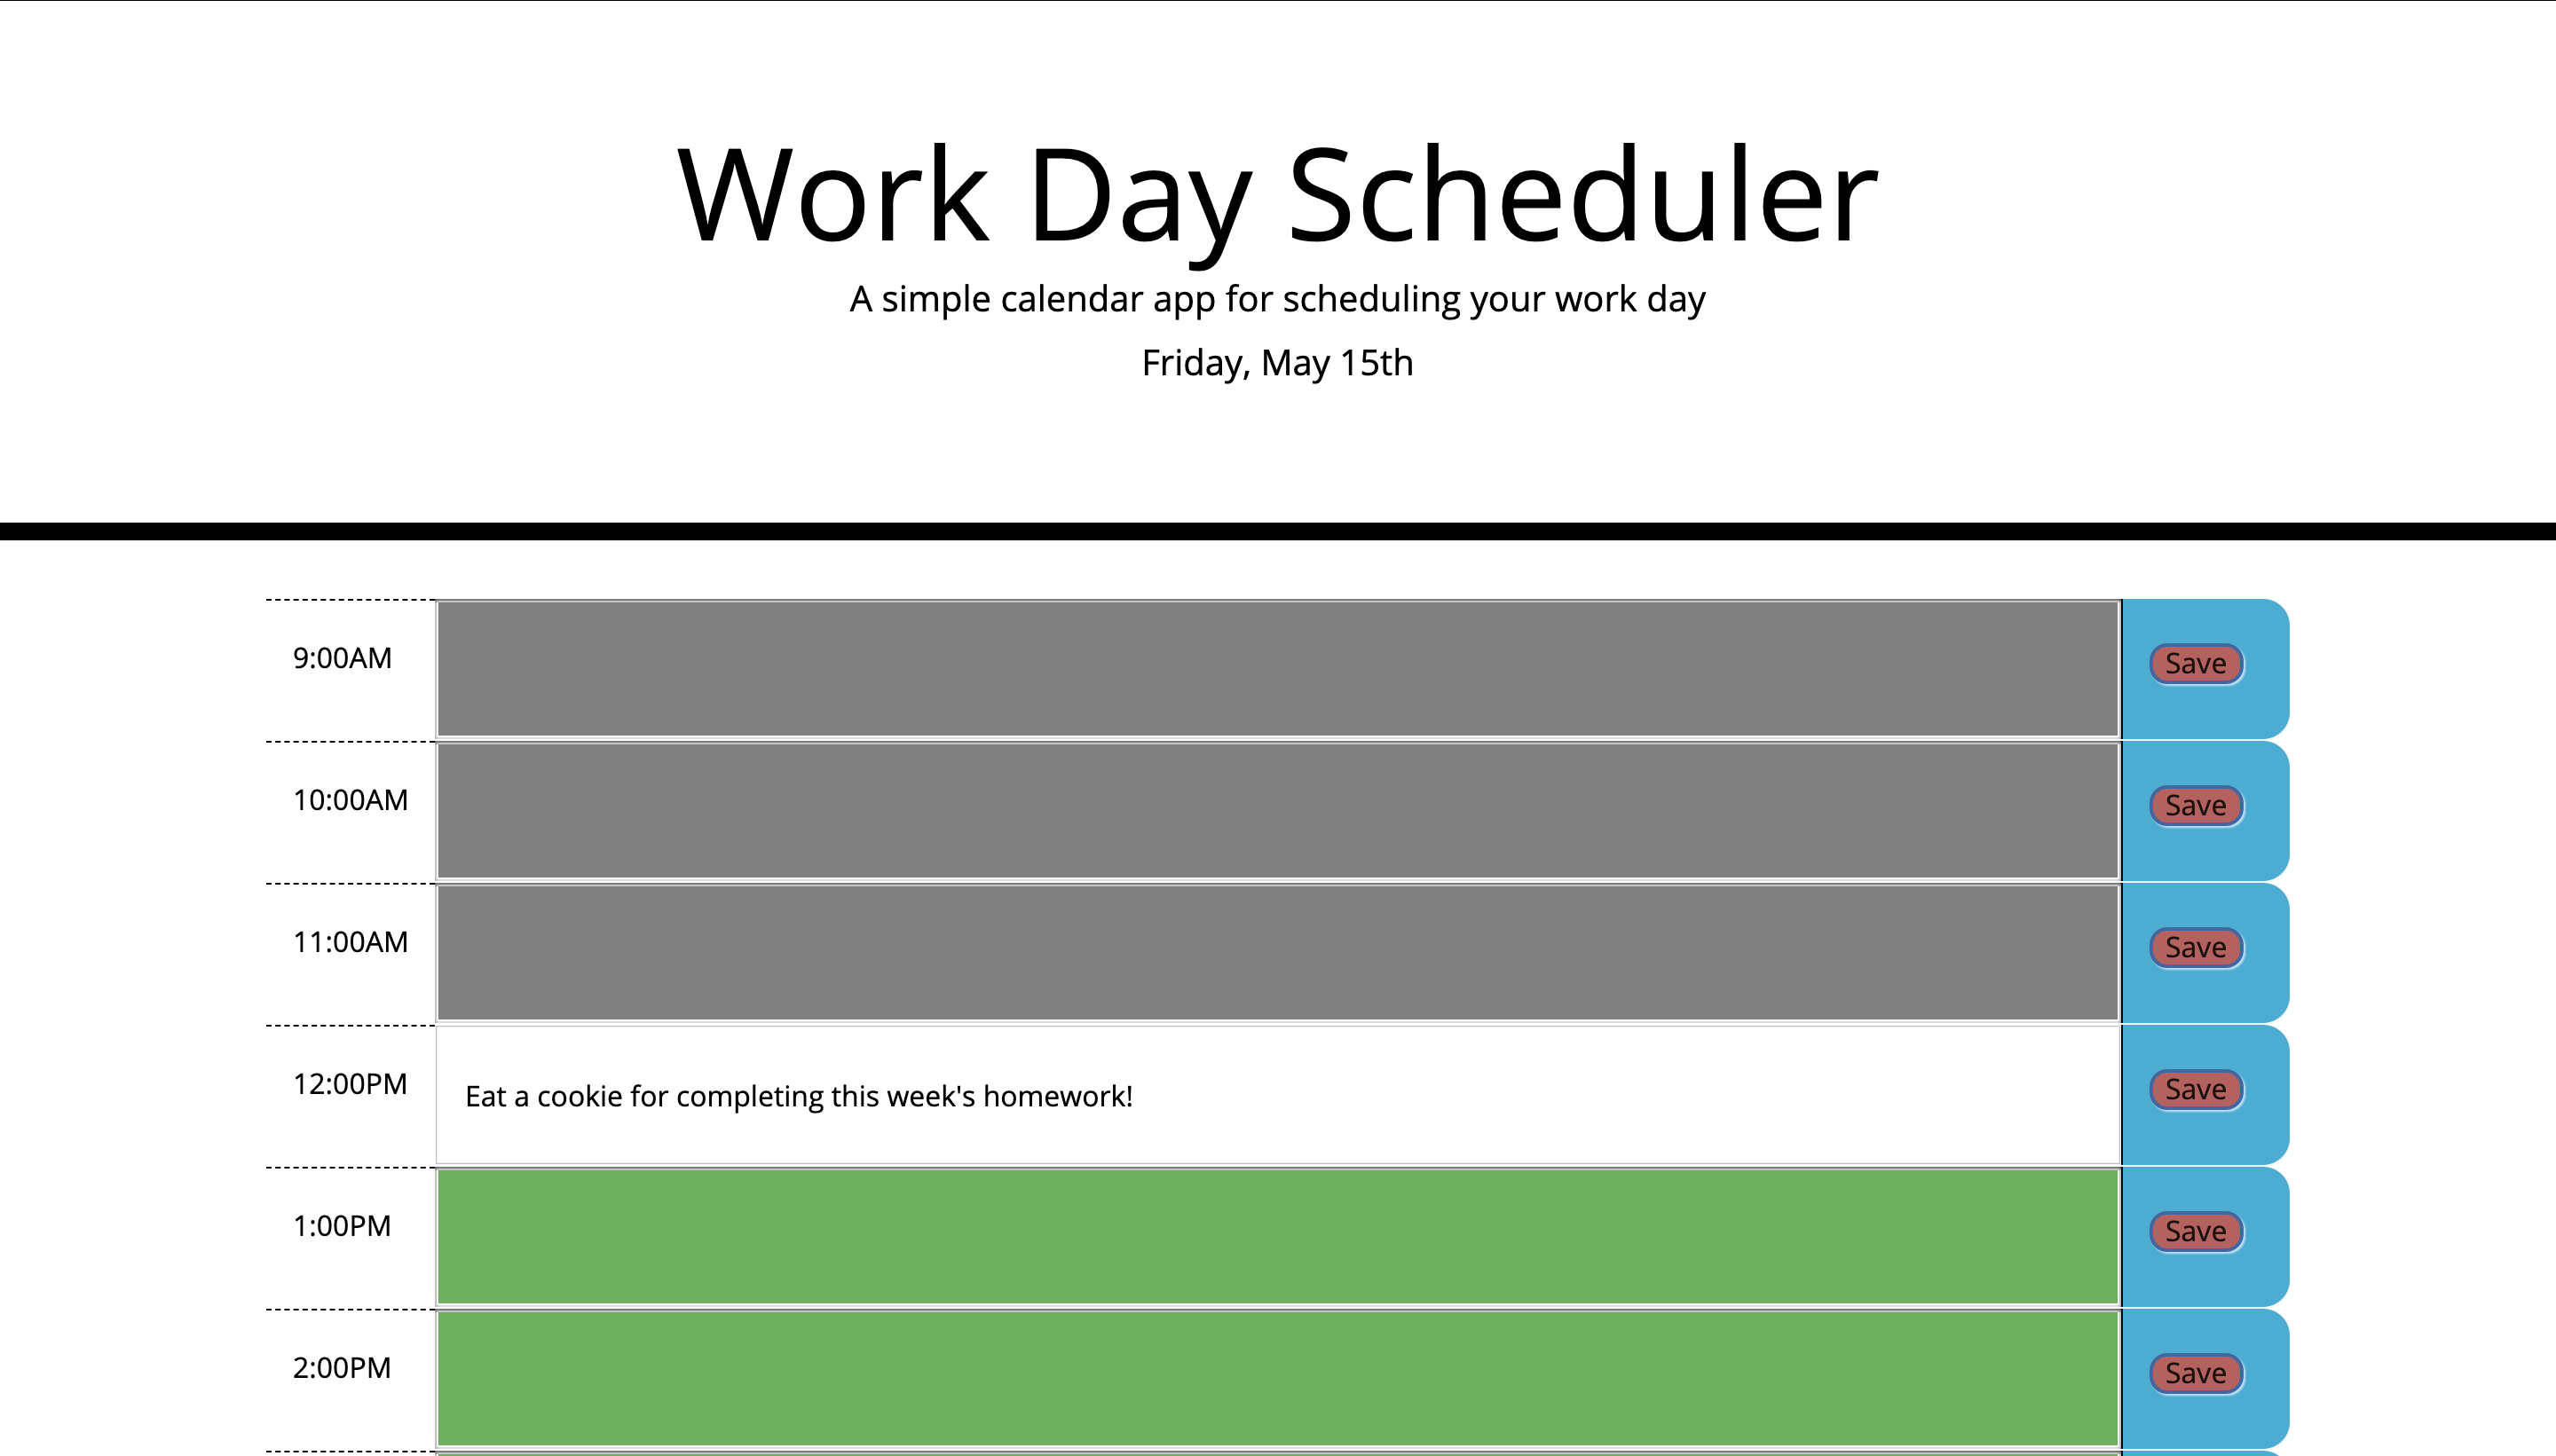 Work Day Scheduler
A simple calendar app for scheduling your work day
Friday, May 15th
9:00AM
Save
10:00AM
Save
11:00AM
Save
12:00PM
Eat a cookie for completing this week's homework!
Save
1:00PM
Save
2:00PM
Save